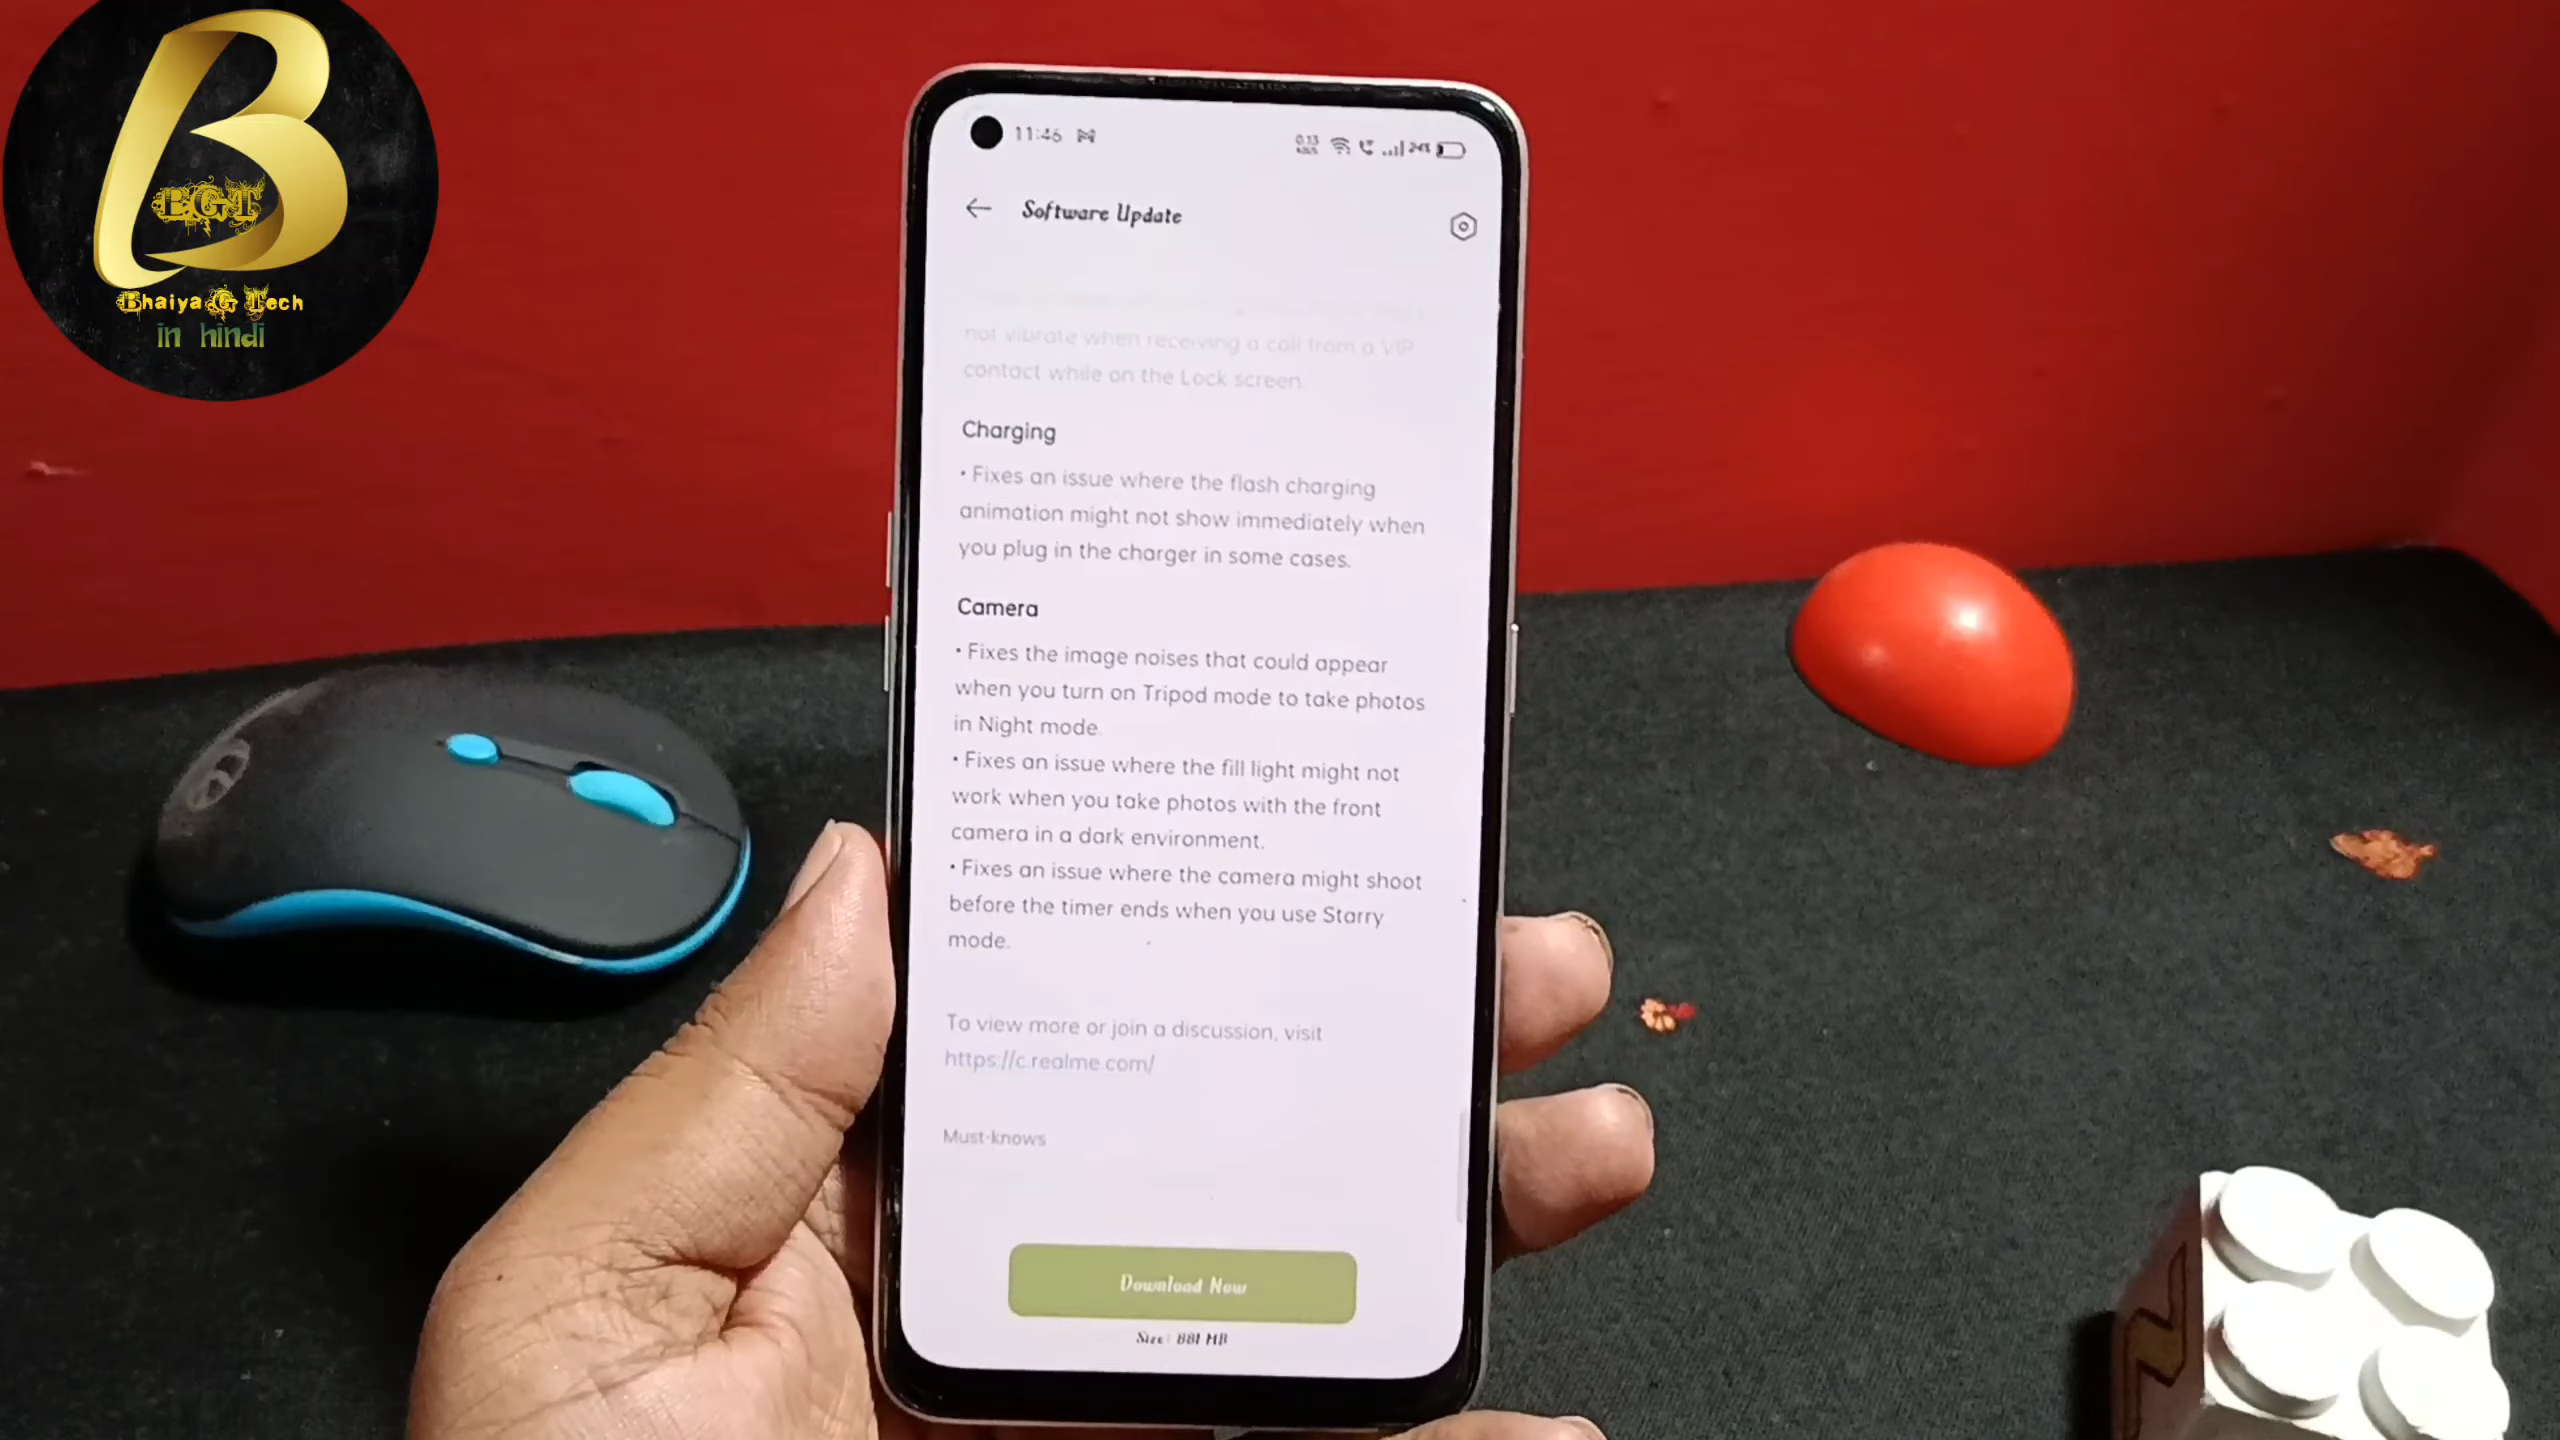 BGT
Bhaiya G Tech
in hindi
11:46
0.13
24%
Software Update
not vibrate when receiving a call from a VIP
contact while on the Lock screen.
Charging
• Fixes an issue where the flash charging
animation might not show immediately when
you plug in the charger in some cases.
Camera
• Fixes the image noises that could appear
when you turn on Tripod mode to take photos
in Night mode.
• Fixes an issue where the fill light might not
work when you take photos with the front
camera in a dark environment.
• Fixes an issue where the camera might shoot
before the timer ends when you use Starry
mode.
To view more or join a discussion, visit
https://c.realme.com/
Must-knows
Download Now
Size: 881 MB